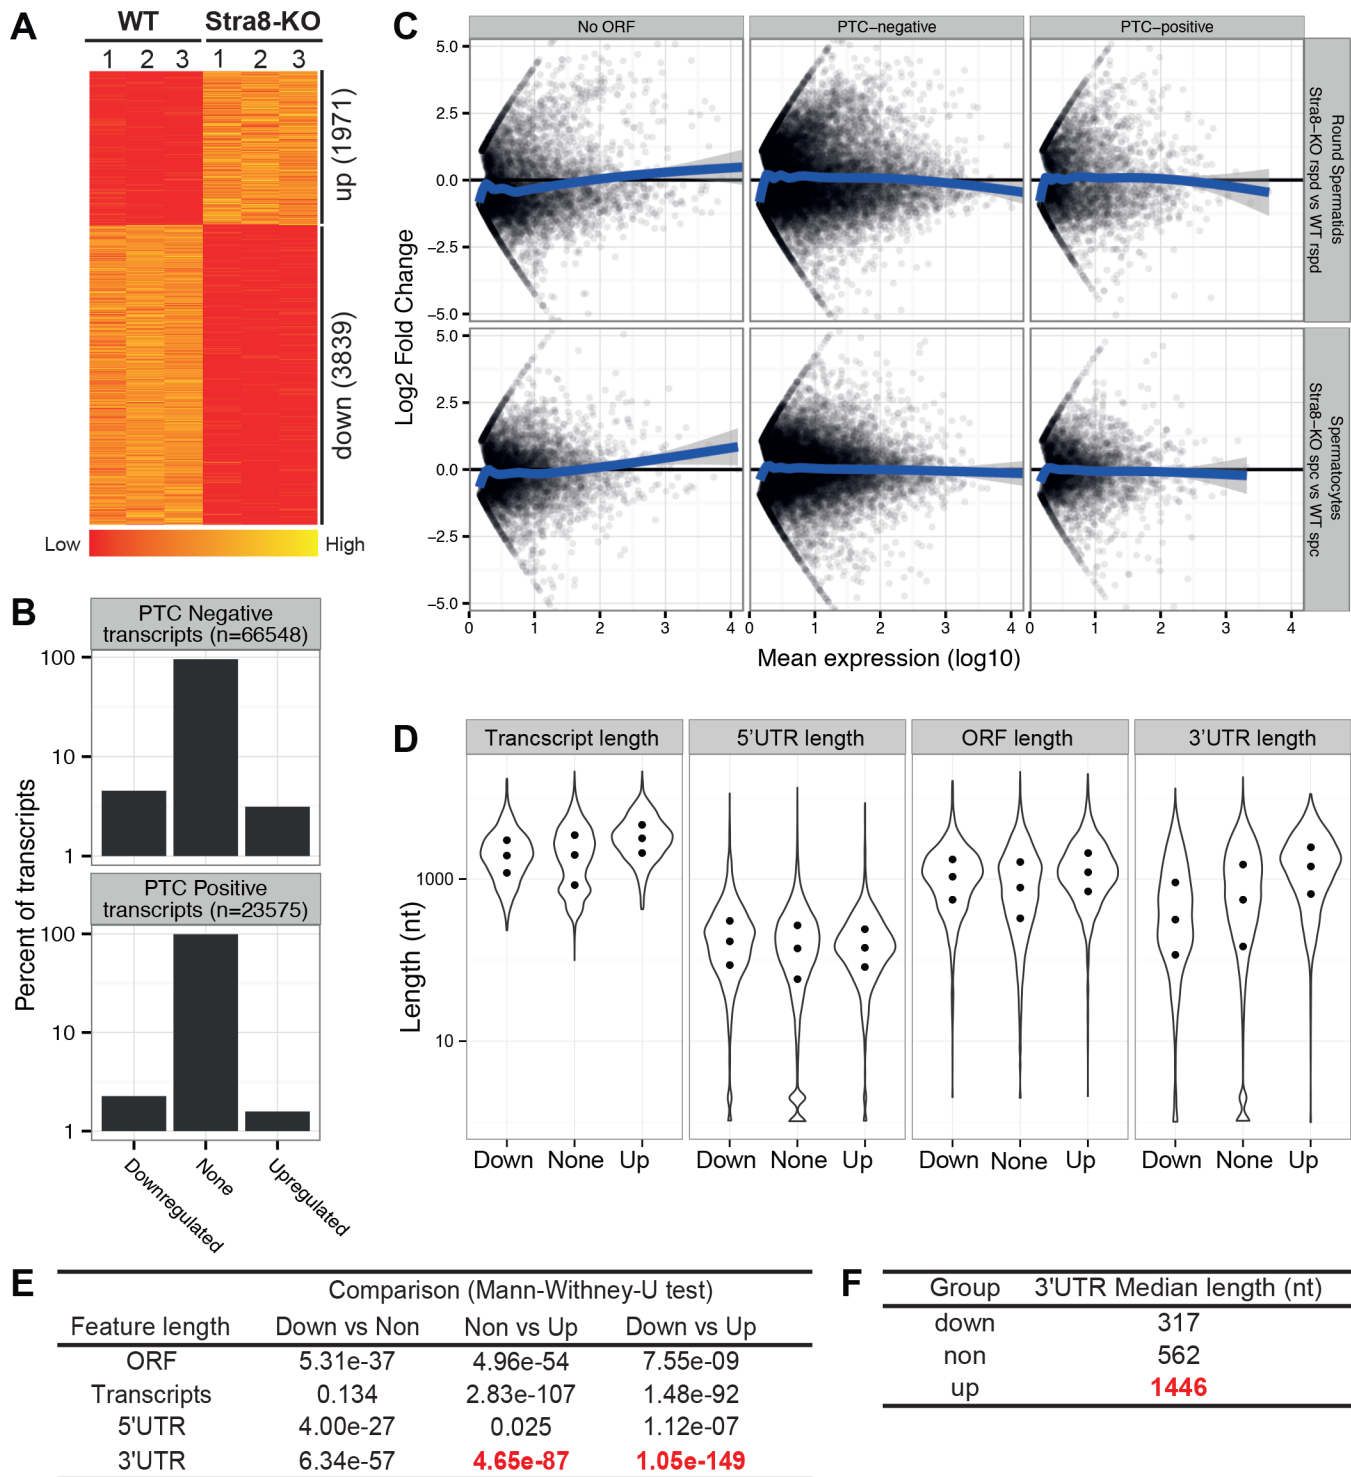 A
WT Stra8-KO
1 2 3 1 2 3
up (1971)
down (3839)
Low High
B
PTC Negative
transcripts (n=66548)
100
10
1
PTC Positive
transcripts (n=23575)
100
10
1
Percent of transcripts
Downregulated
None
Upregulated
C
No ORF PTC−negative PTC−positive
5.0
2.5
0.0
−2.5
−5.0
Round Spermatids
Stra8−KO rspd vs WT rspd
5.0
2.5
0.0
−2.5
−5.0
Spermatocytes
Stra8−KO spc vs WT spc
Log2 Fold Change
0 1 2 3 4 0 1 2 3 4 0 1 2 3 4
Mean expression (log10)
D
Trancscript length 5'UTR length ORF length 3'UTR length
1000
10
Length (nt)
Down None Up Down None Up Down None Up Down None Up
E
Comparison (Mann-Withney-U test)
Feature length Down vs Non Non vs Up Down vs Up
ORF 5.31e-37 4.96e-54 7.55e-09
Transcripts 0.134 2.83e-107 1.48e-92
5'UTR 4.00e-27 0.025 1.12e-07
3'UTR 6.34e-57 4.65e-87 1.05e-149
F
Group 3'UTR Median length (nt)
down 317
non 562
up 1446